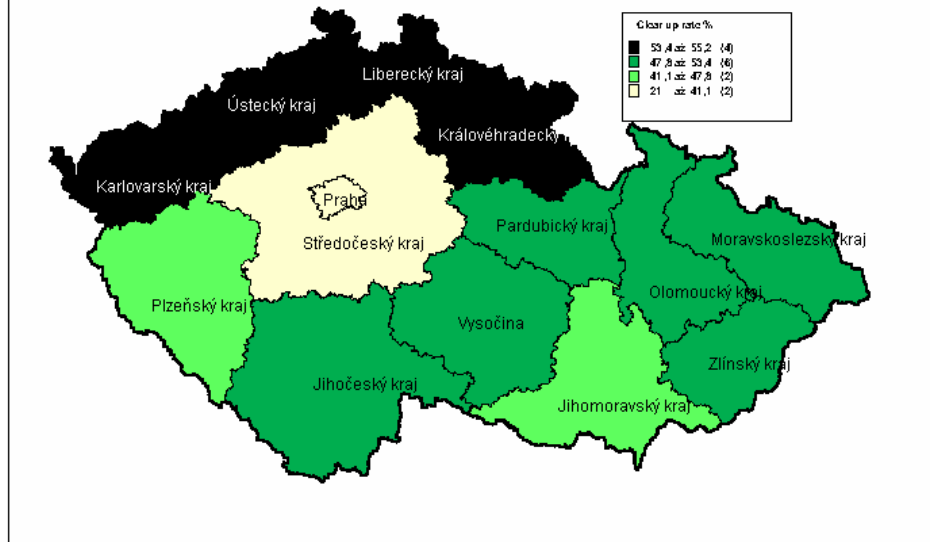 Clear up rate %
53,4 až 55,2 (4)
47,8 až 53,4 (6)
41,1 až 47,8 (2)
21 až 41,1 (2)
Liberecký kraj
Ústecký kraj
Královéhradecký
Karlovarský kraj
Praha
Pardubický kraj
Středočeský kraj
Moravskoslezský kraj
Olomoucký kraj
Plzeňský kraj
Vysočina
Zlínský kraj
Jihočeský kraj
Jihomoravský kraj